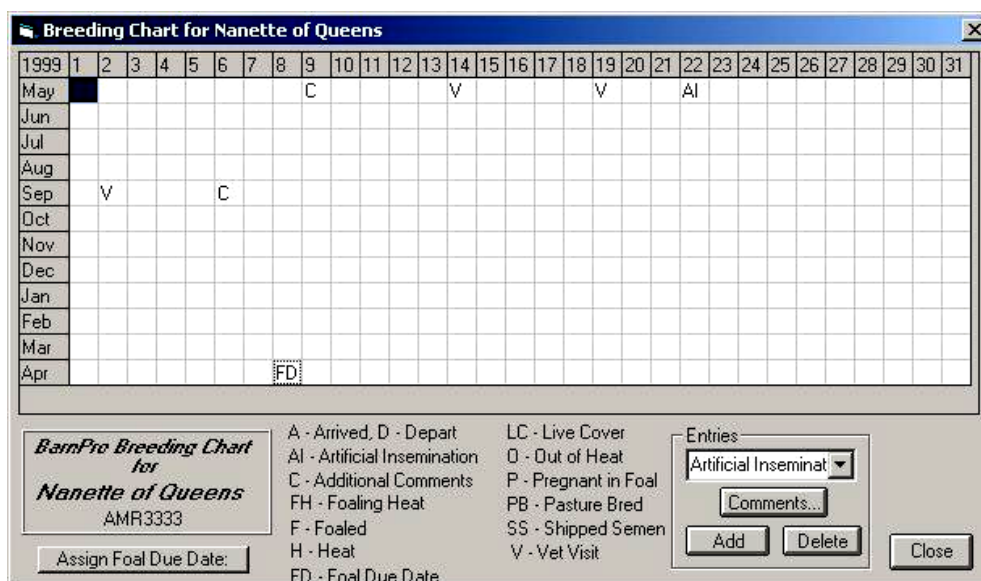 Breeding Chart for Nanette of Queens
1999 1 2 3 4 5 6 7 8 9 10 11 12 13 14 15 16 17 18 19 20 21 22 23 24 25 26 27 28 29 30 31
May C V V AI
Jun
Jul
Aug
Sep V C
Oct
Nov
Dec
Jan
Feb
Mar
Apr FD
BarnPro Breeding Chart
for
Nanette of Queens
AMR3333
Assign Foal Due Date:
A - Arrived, D - Depart
AI - Artificial Insemination
C - Additional Comments
FH - Foaling Heat
F - Foaled
H - Heat
FD - Foal Due Date
LC - Live Cover
O - Out of Heat
P - Pregnant in Foal
PB - Pasture Bred
SS - Shipped Semen
V - Vet Visit
Entries
Artificial Inseminat
Comments...
Add Delete
Close